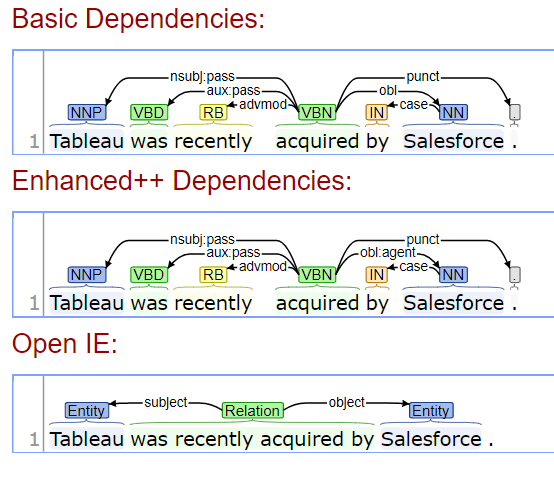 Basic Dependencies:
nsubj:pass punct
aux:pass obl
advmod case
NNP VBD RB VBN IN NN .
1 Tableau was recently acquired by Salesforce .
Enhanced++ Dependencies:
nsubj:pass punct
aux:pass obl:agent
advmod case
NNP VBD RB VBN IN NN .
1 Tableau was recently acquired by Salesforce .
Open IE:
subject object
Entity Relation Entity
1 Tableau was recently acquired by Salesforce .